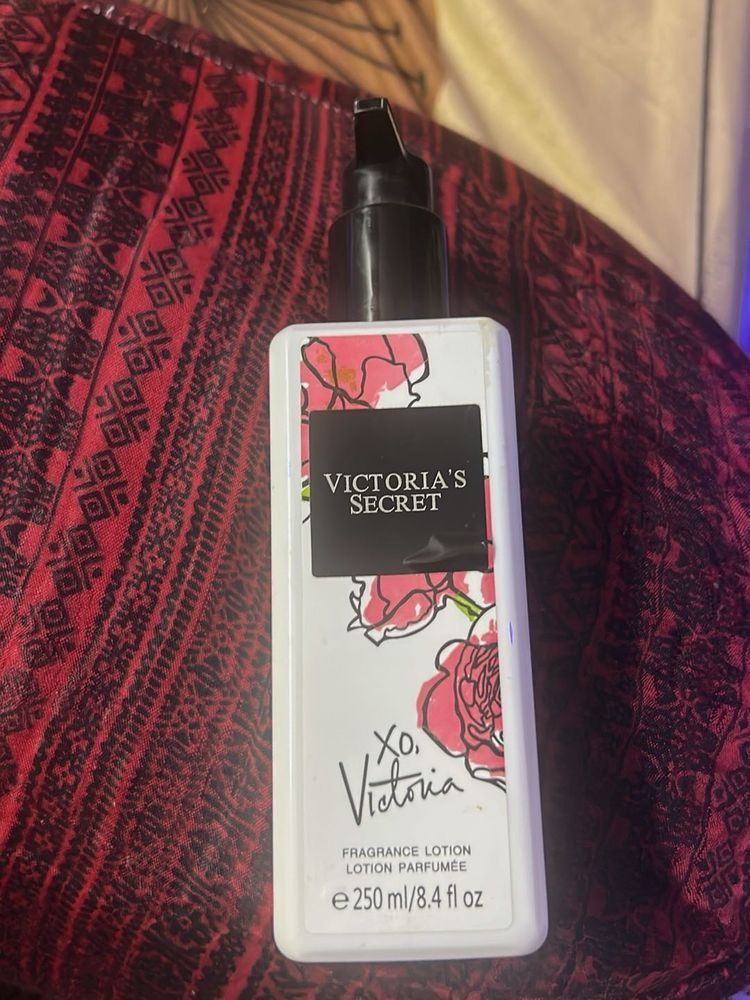 VICTORIA'S
SECRET
XO,
Victoria
FRAGRANCE LOTION
LOTION PARFUMÉE
℮ 250 ml/8.4 fl oz